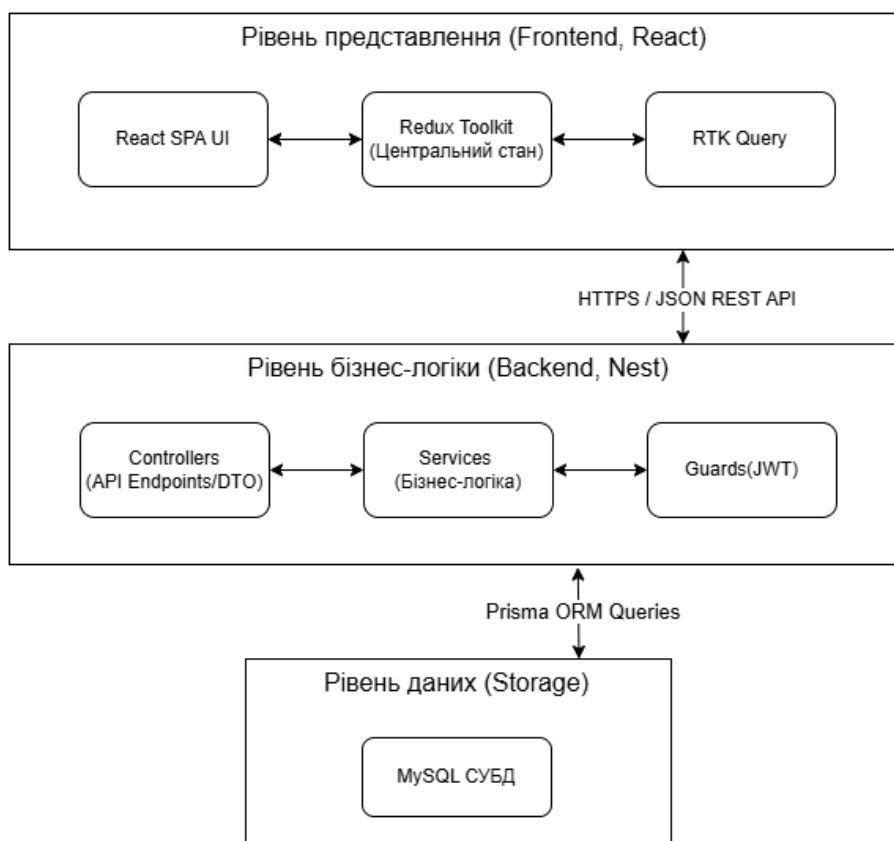 Рівень представлення (Frontend, React)
React SPA UI
Redux Toolkit
(Центральний стан)
RTK Query
HTTPS / JSON REST API
Рівень бізнес-логіки (Backend, Nest)
Controllers
(API Endpoints/DTO)
Services
(Бізнес-логіка)
Guards(JWT)
Prisma ORM Queries
Рівень даних (Storage)
MySQL СУБД